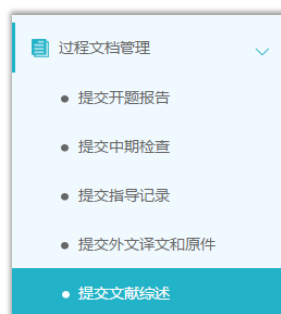 过程文档管理
提交开题报告
提交中期检查
提交指导记录
提交外文译文和原件
提交文献综述